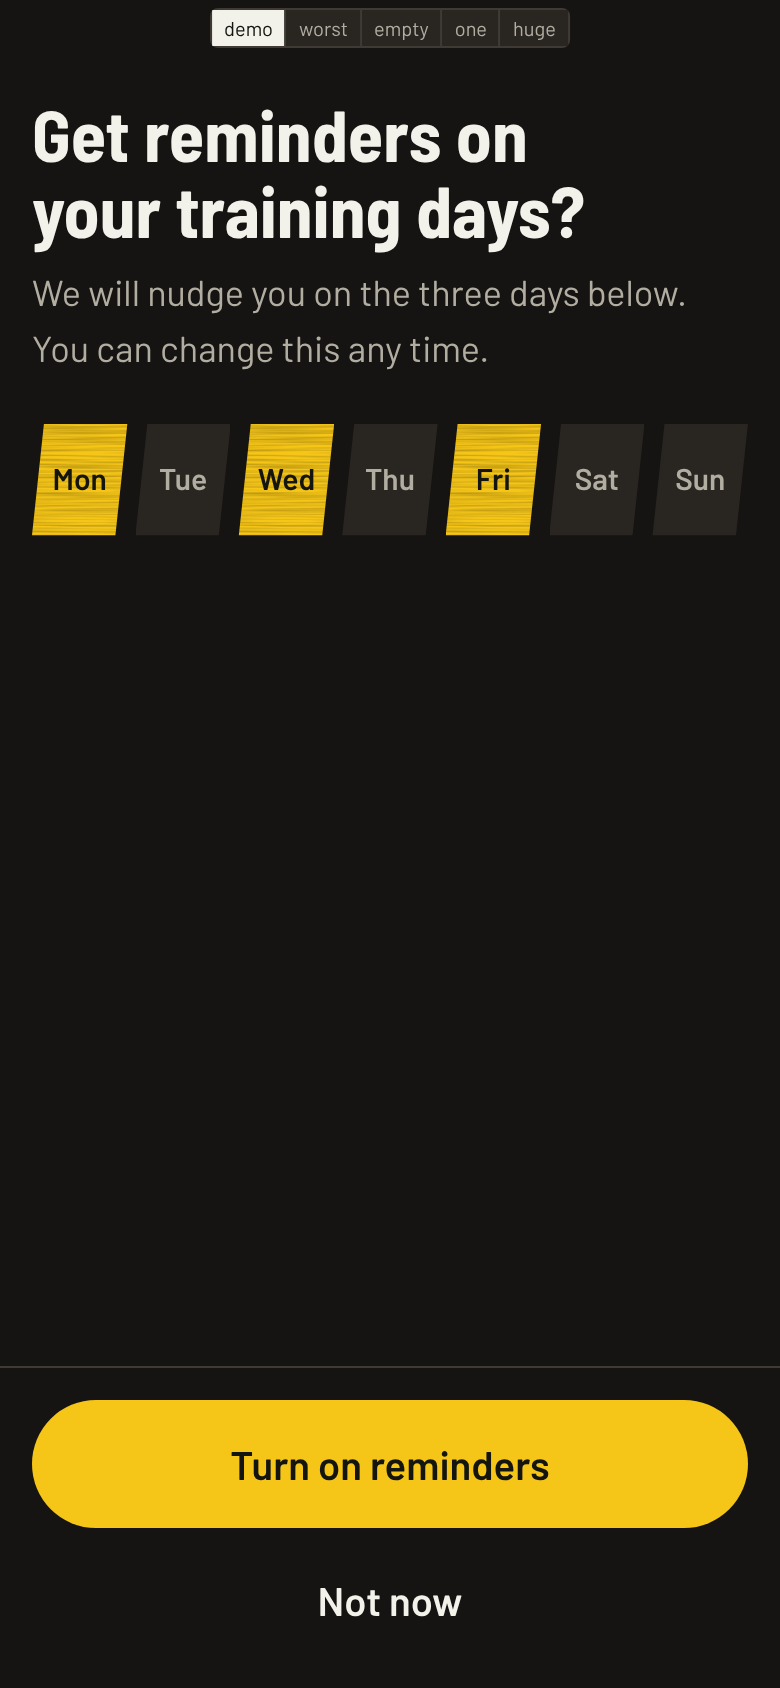 demo worst empty one huge
Get reminders on
your training days?
We will nudge you on the three days below.
You can change this any time.
Mon Tue Wed Thu Fri Sat Sun
Turn on reminders
Not now